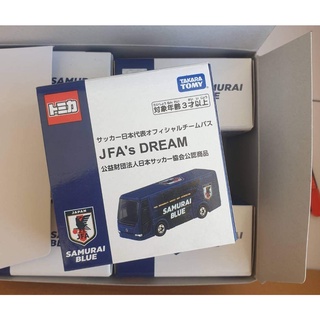 SAMURAI
BLUE
トミカ
TAKARA
TOMY
対象年齢3才以上
サッカー日本代表オフィシャルチームバス
JFA's DREAM
公益財団法人日本サッカー協会公認商品
SAMURAI
BLUE
JAPAN
JFA
SAMURAI
BLUE
SAMURAI
BLUE